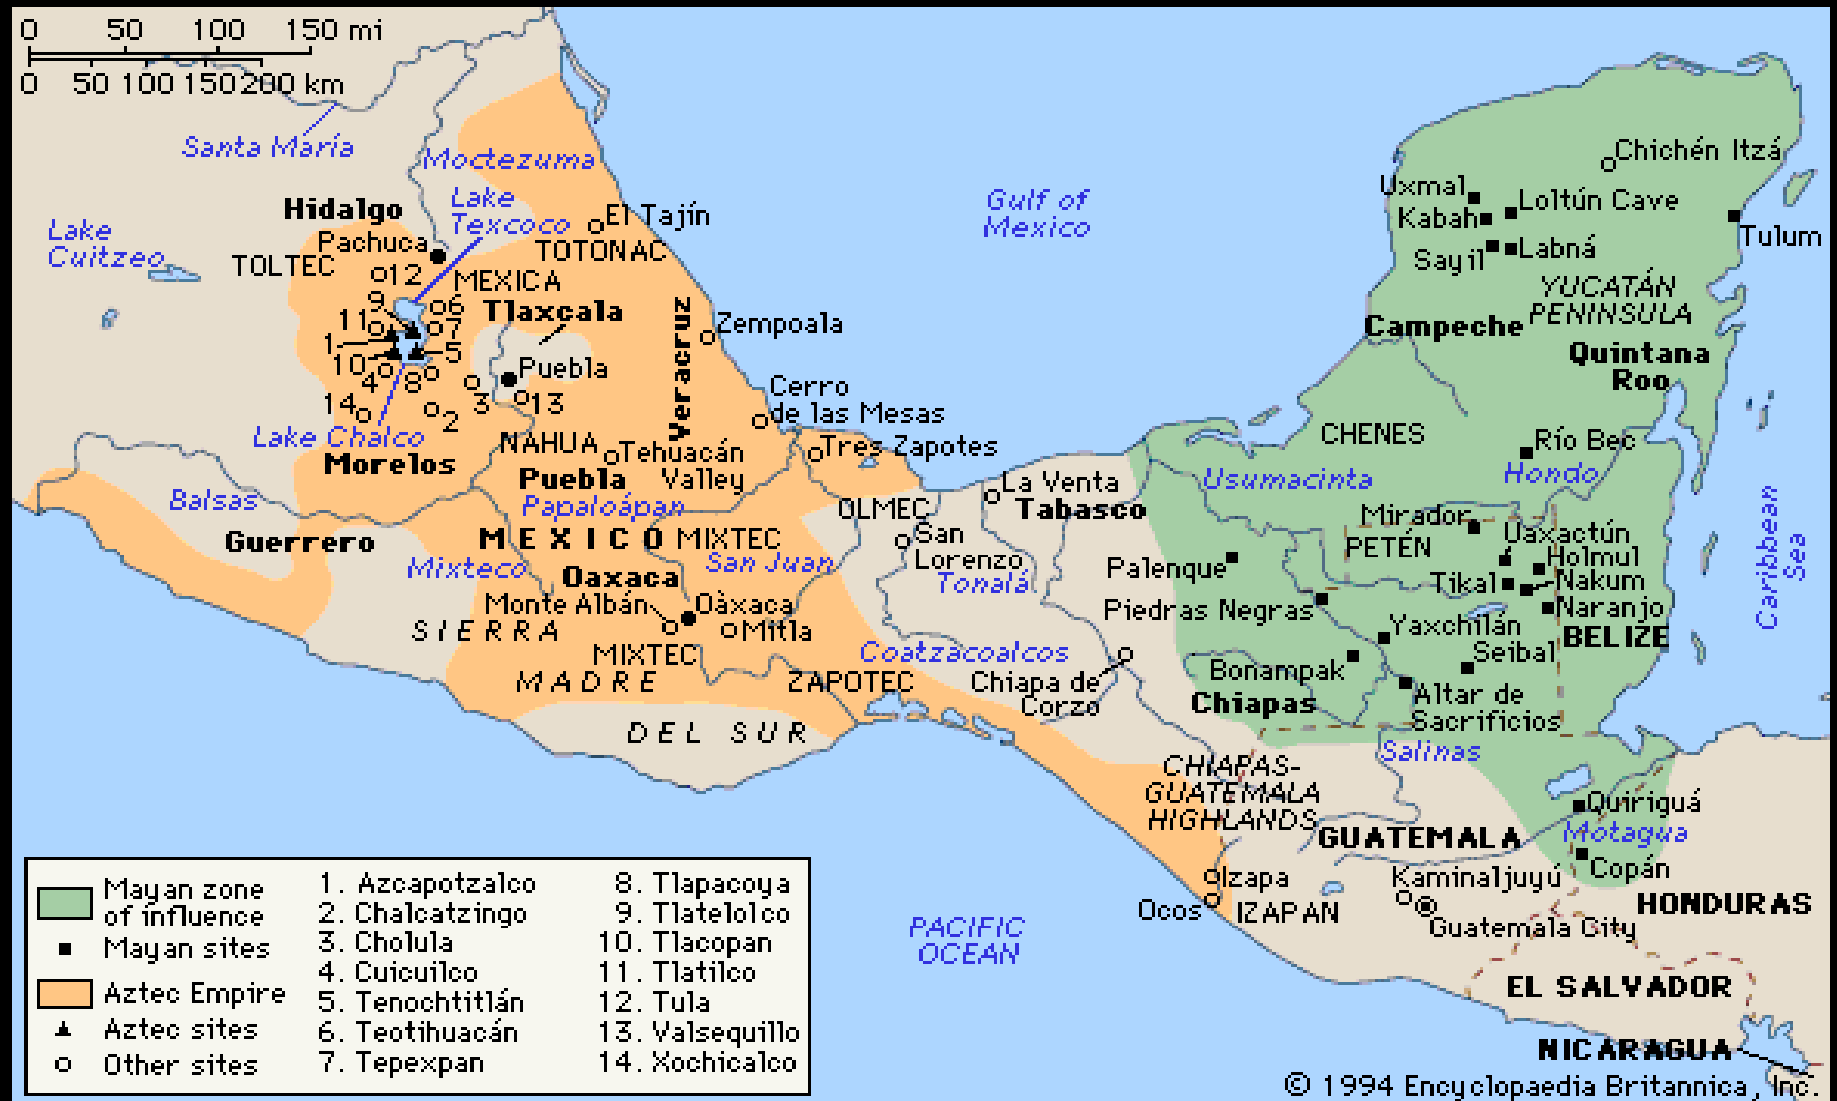 0 50 100 150 mi
0 50 100 150 200 km
Santa María
Moctezuma
Lake
Texcoco
Hidalgo
Lake
Cuitzeo
Pachuca
TOLTEC
12
MEXICA
El Tajín
TOTONAC
9
6
11
7
1
5
10
4
8
3
13
14
2
Tlaxcala
Puebla
Veracruz
Zempoala
Cerro
de las Mesas
Tres Zapotes
Lake Chalco
Morelos
NAHUA
Tehuacán
Valley
Puebla
Papaloápan
Balsas
Guerrero
MEXICO
MIXTEC
Mixteco
San Juan
Oaxaca
Monte Albán
Oàxaca
Mitla
SIERRA
MADRE
DEL SUR
MIXTEC
ZAPOTEC
Gulf of
Mexico
OLMEC
San
Lorenzo
La Venta
Tabasco
Tonalá
Coatzacoalcos
Chiapa de
Corzo
Chichén Itzá
Uxmal
Loltún Cave
Kabah
Sayil
Labná
Tulum
YUCATÁN
PENINSULA
Campeche
Quintana
Roo
CHENES
Río Bec
Usumacinta
Hondo
Mirador
PETÉN
Uaxactún
Holmul
Tikal
Nakum
Naranjo
Palenque
Piedras Negras
Yaxchilán
BELIZE
Seibal
Bonampak
Chiapas
Altar de
Sacrificios
Salinas
Caribbean
Sea
CHIAPAS-
GUATEMALA
HIGHLANDS
GUATEMALA
Quiriguá
Motagua
Copán
Kaminaljuyú
Guatemala City
HONDURAS
Izapa
Ocos
IZAPAN
EL SALVADOR
NICARAGUA
PACIFIC
OCEAN
Mayan zone
of influence
Mayan sites
Aztec Empire
Aztec sites
Other sites
1. Azcapotzalco
2. Chalcatzingo
3. Cholula
4. Cuicuilco
5. Tenochtitlán
6. Teotihuacán
7. Tepexpan
8. Tlapacoya
9. Tlatelolco
10. Tlacopan
11. Tlatilco
12. Tula
13. Valsequillo
14. Xochicalco
© 1994 Encyclopaedia Britannica, Inc.